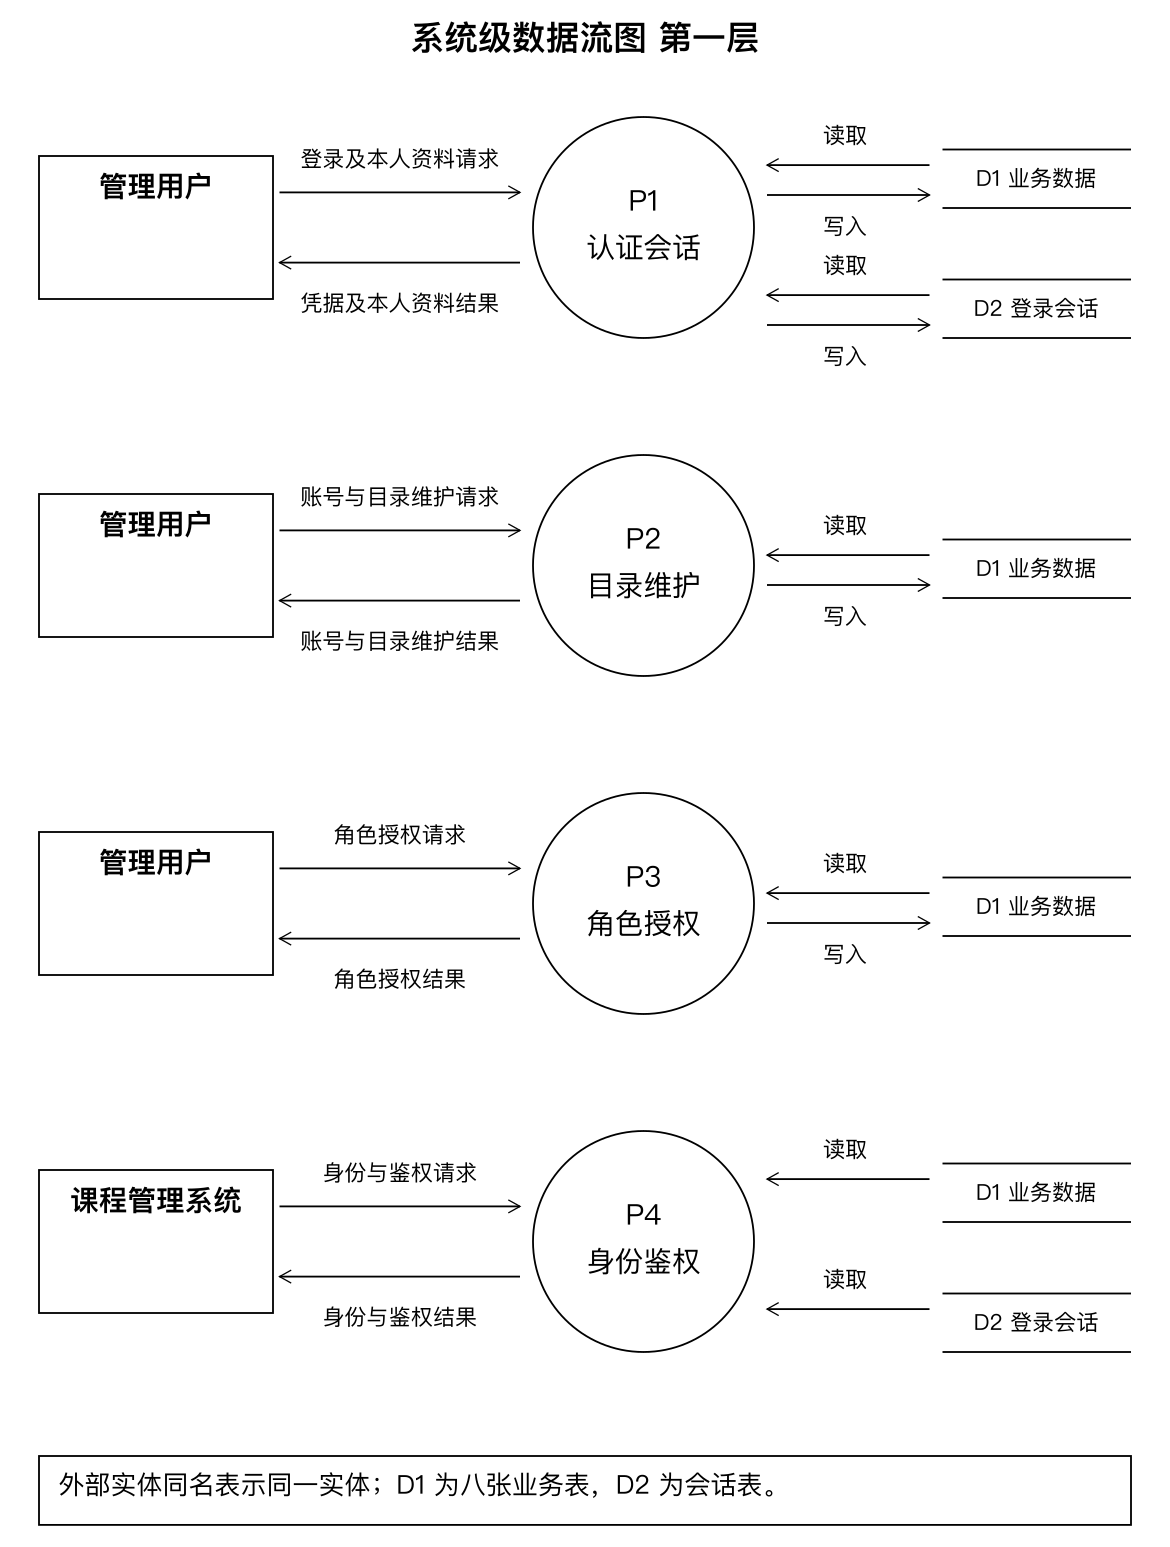 系统级数据流图 第一层
管理用户
登录及本人资料请求
凭据及本人资料结果
P1
认证会话
读取
D1 业务数据
写入
读取
D2 登录会话
写入
管理用户
账号与目录维护请求
账号与目录维护结果
P2
目录维护
读取
D1 业务数据
写入
管理用户
角色授权请求
角色授权结果
P3
角色授权
读取
D1 业务数据
写入
课程管理系统
身份与鉴权请求
身份与鉴权结果
P4
身份鉴权
读取
D1 业务数据
读取
D2 登录会话
外部实体同名表示同一实体；D1 为八张业务表，D2 为会话表。